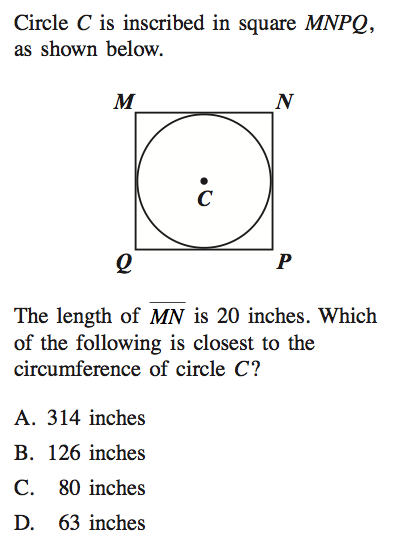 Circle C is inscribed in square MNPQ,
as shown below.
M N
C
Q P
The length of MN is 20 inches. Which
of the following is closest to the
circumference of circle C?
A. 314 inches
B. 126 inches
C. 80 inches
D. 63 inches